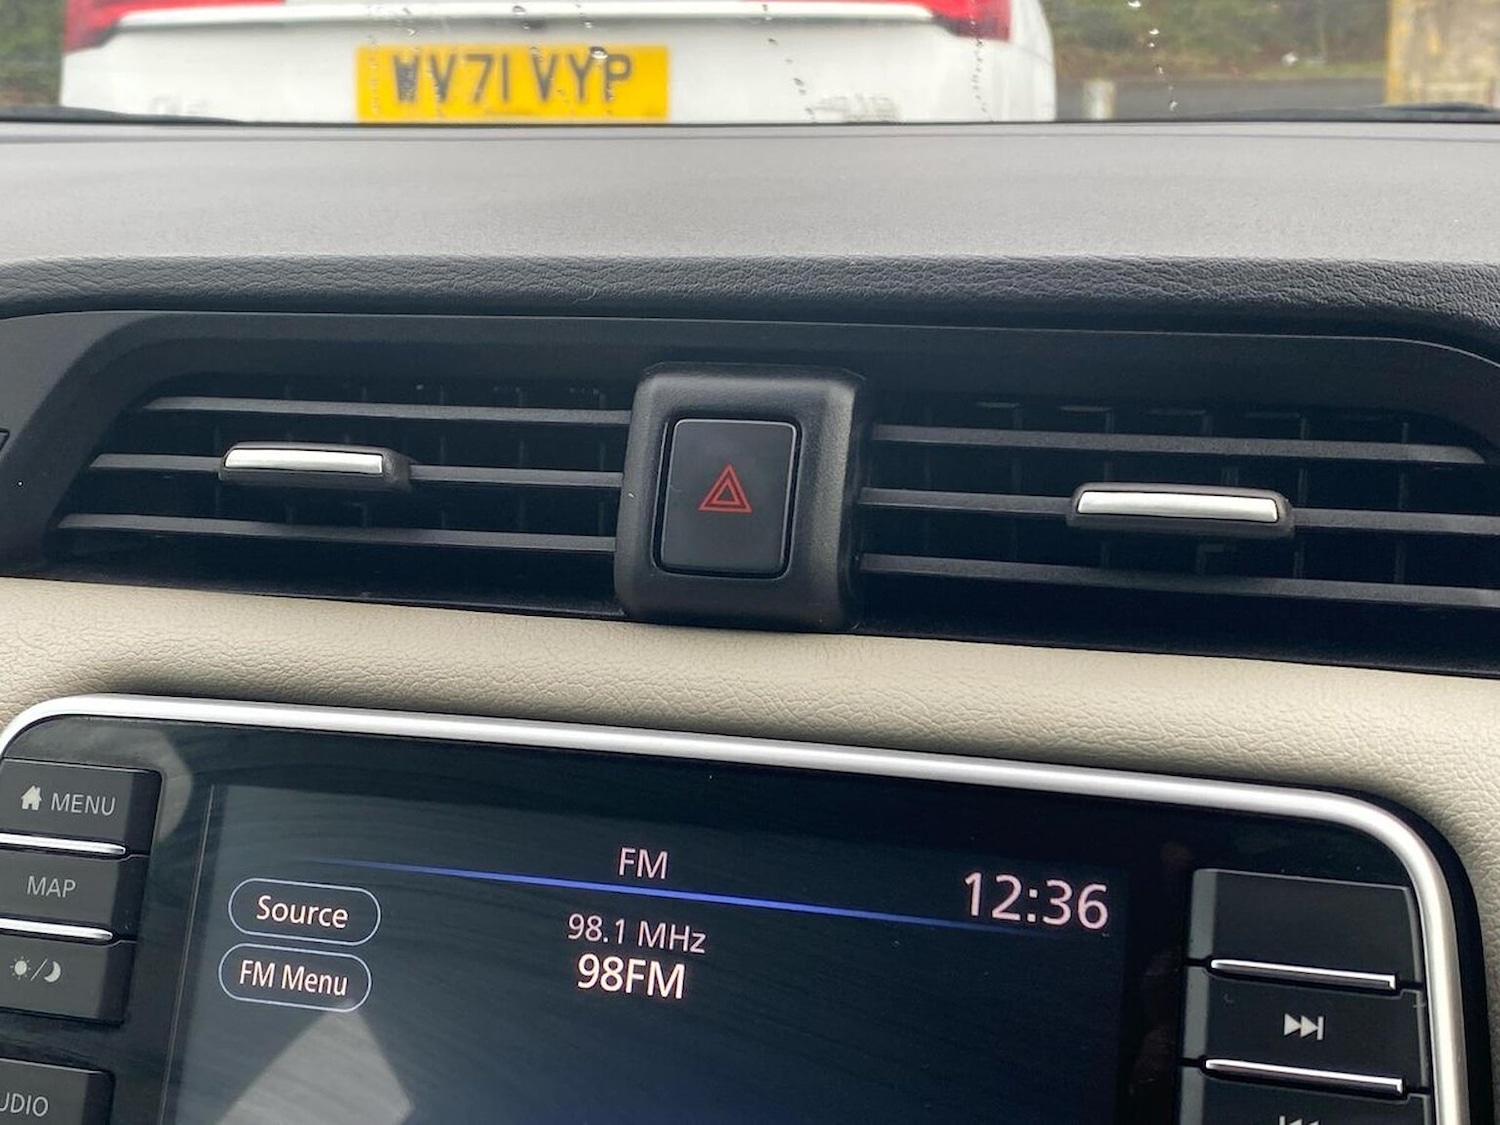 WV71 VYP
MENU
MAP
UDIO
FM
12:36
Source
98.1 MHz
98FM
FM Menu